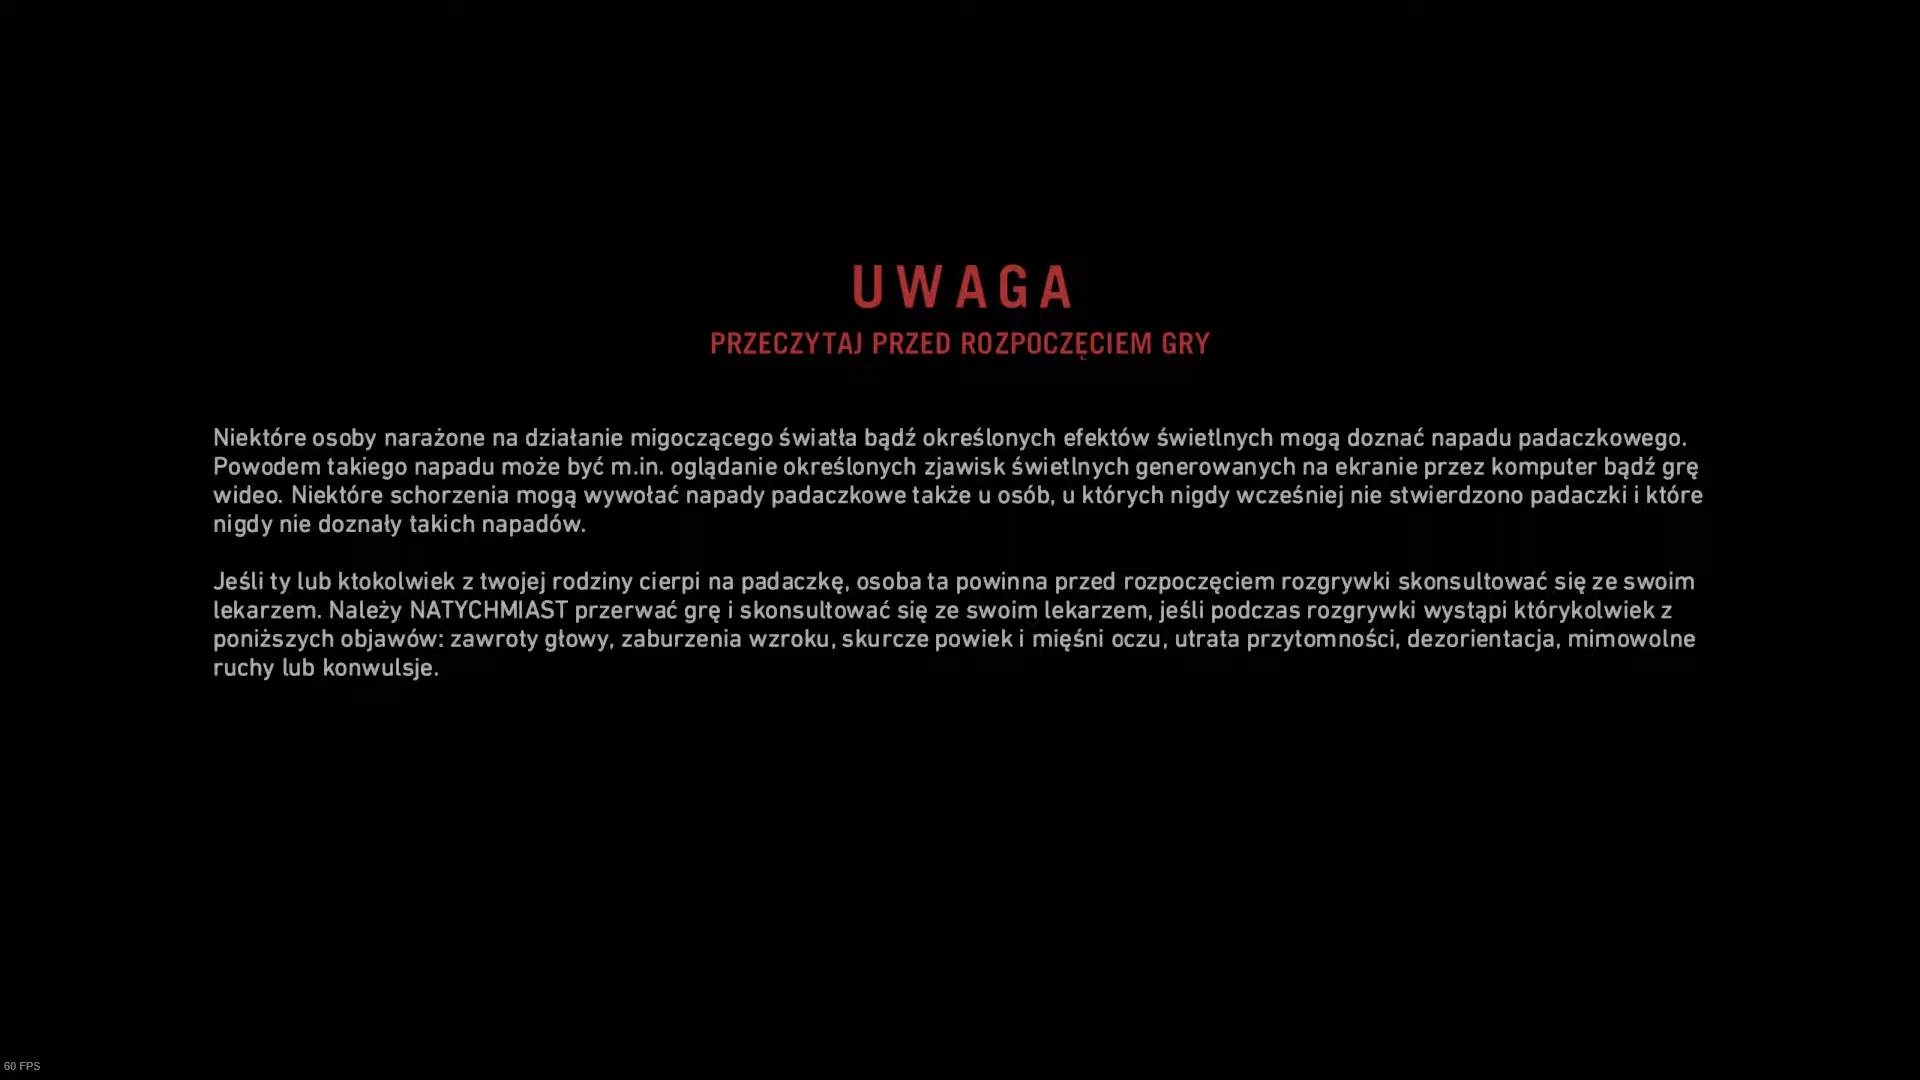 UWAGA
PRZECZYTAJ PRZED ROZPOCZĘCIEM GRY
Niektóre osoby narażone na działanie migoczącego światła bądź określonych efektów świetlnych mogą doznać napadu padaczkowego.
Powodem takiego napadu może być m.in. oglądanie określonych zjawisk świetlnych generowanych na ekranie przez komputer bądź grę
wideo. Niektóre schorzenia mogą wywołać napady padaczkowe także u osób, u których nigdy wcześniej nie stwierdzono padaczki i które
nigdy nie doznały takich napadów.
Jeśli ty lub ktokolwiek z twojej rodziny cierpi na padaczkę, osoba ta powinna przed rozpoczęciem rozgrywki skonsultować się ze swoim
lekarzem. Należy NATYCHMIAST przerwać grę i skonsultować się ze swoim lekarzem, jeśli podczas rozgrywki wystąpi którykolwiek z
poniższych objawów: zawroty głowy, zaburzenia wzroku, skurcze powiek i mięśni oczu, utrata przytomności, dezorientacja, mimowolne
ruchy lub konwulsje.
60 FPS